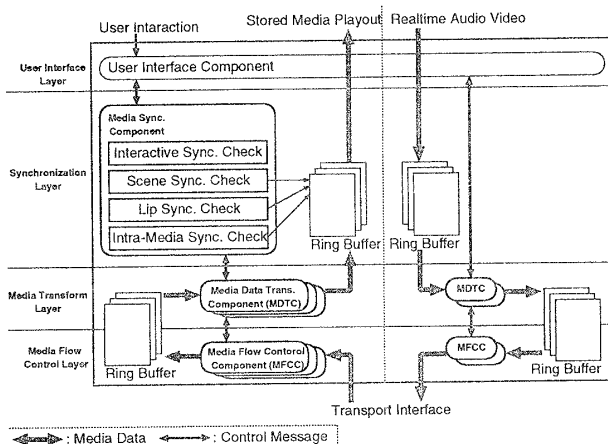 Stored Media Playout
Realtime Audio Video
User Intaraction
User Interface Layer
User Interface Component
Media Sync. Component
Interactive Sync. Check
Scene Sync. Check
Lip Sync. Check
Intra-Media Sync. Check
Synchronization Layer
Ring Buffer
Ring Buffer
Media Transform Layer
Media Data Trans. Component (MDTC)
MDTC
Media Flow Control Layer
Ring Buffer
Media Flow Contorol Component (MFCC)
MFCC
Ring Buffer
Transport Interface
: Media Data
: Control Message